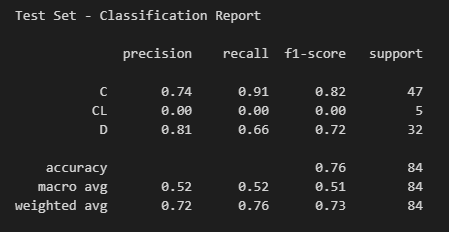 Test Set - Classification Report
precision recall f1-score support
C 0.74 0.91 0.82 47
CL 0.00 0.00 0.00 5
D 0.81 0.66 0.72 32
accuracy 0.76 84
macro avg 0.52 0.52 0.51 84
weighted avg 0.72 0.76 0.73 84